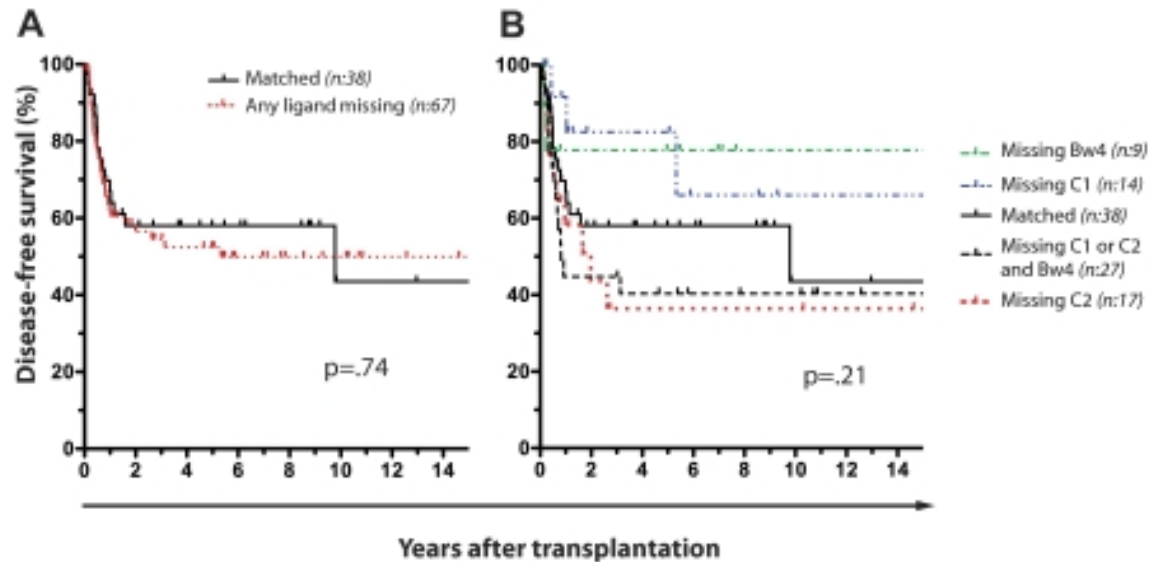 A
B
Disease-free survival (%)
100
80
60
40
20
0
Matched (n:38)
Any ligand missing (n:67)
p=.74
0 2 4 6 8 10 12 14
100
80
60
40
20
0
p=.21
0 2 4 6 8 10 12 14
Missing Bw4 (n:9)
Missing C1 (n:14)
Matched (n:38)
Missing C1 or C2
and Bw4 (n:27)
Missing C2 (n:17)
Years after transplantation